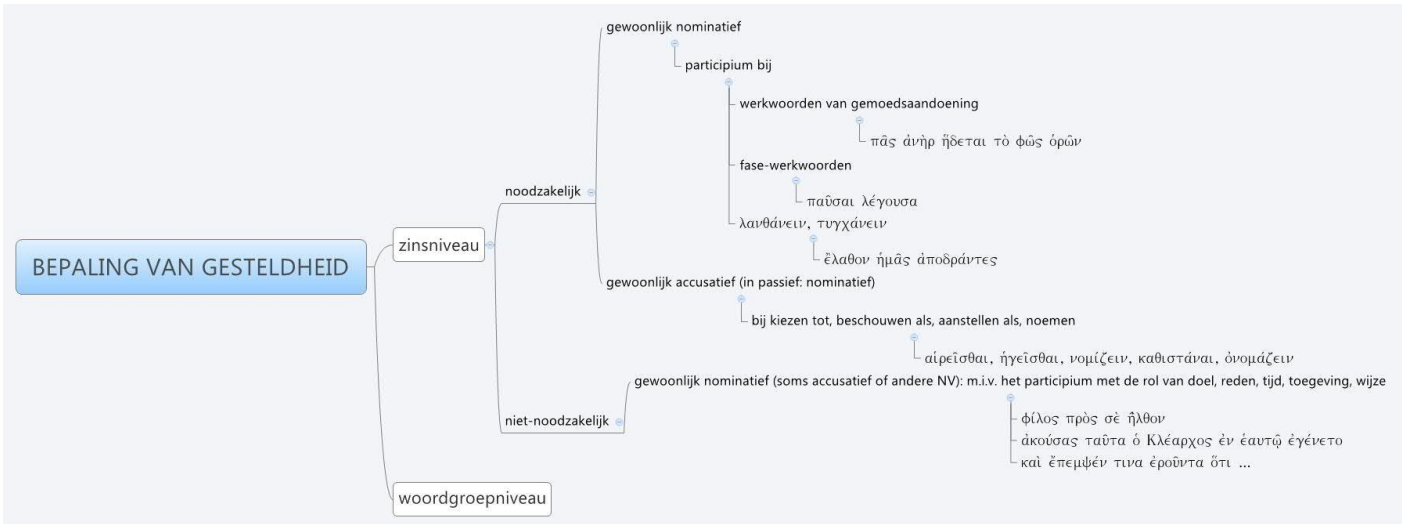 BEPALING VAN GESTELDHEID
zinsniveau
noodzakelijk
gewoonlijk nominatief
participium bij
werkwoorden van gemoedsaandoening
πᾶς ἀνὴρ ἥδεται τὸ φῶς ὁρῶν
fase-werkwoorden
παῦσαι λέγουσα
λανθάνειν, τυγχάνειν
ἔλαθον ἡμᾶς ἀποδράντες
gewoonlijk accusatief (in passief: nominatief)
bij kiezen tot, beschouwen als, aanstellen als, noemen
αἱρεῖσθαι, ἡγεῖσθαι, νομίζειν, καθιστάναι, ὀνομάζειν
niet-noodzakelijk
gewoonlijk nominatief (soms accusatief of andere NV): m.i.v. het participium met de rol van doel, reden, tijd, toegeving, wijze
φίλος πρὸς σὲ ἦλθον
ἀκούσας ταῦτα ὁ Κλέαρχος ἐν ἑαυτῷ ἐγένετο
καὶ ἔπεμψέν τινα ἐροῦντα ὅτι ...
woordgroepniveau